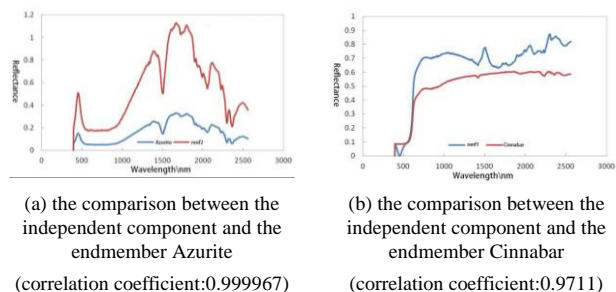 1.2
1
0.8
0.6
0.4
0.2
0
Reflectance
0 500 1000 1500 2000 2500 3000
Wavelength\nm
Azurite
0.9
0.8
0.7
0.6
0.5
0.4
0.3
0.2
0.1
0
Reflectance
0 500 1000 1500 2000 2500 3000
Wavelength\nm
Cinnabar
(a) the comparison between the
independent component and the
endmember Azurite
(correlation coefficient:0.999967)
(b) the comparison between the
independent component and the
endmember Cinnabar
(correlation coefficient:0.9711)